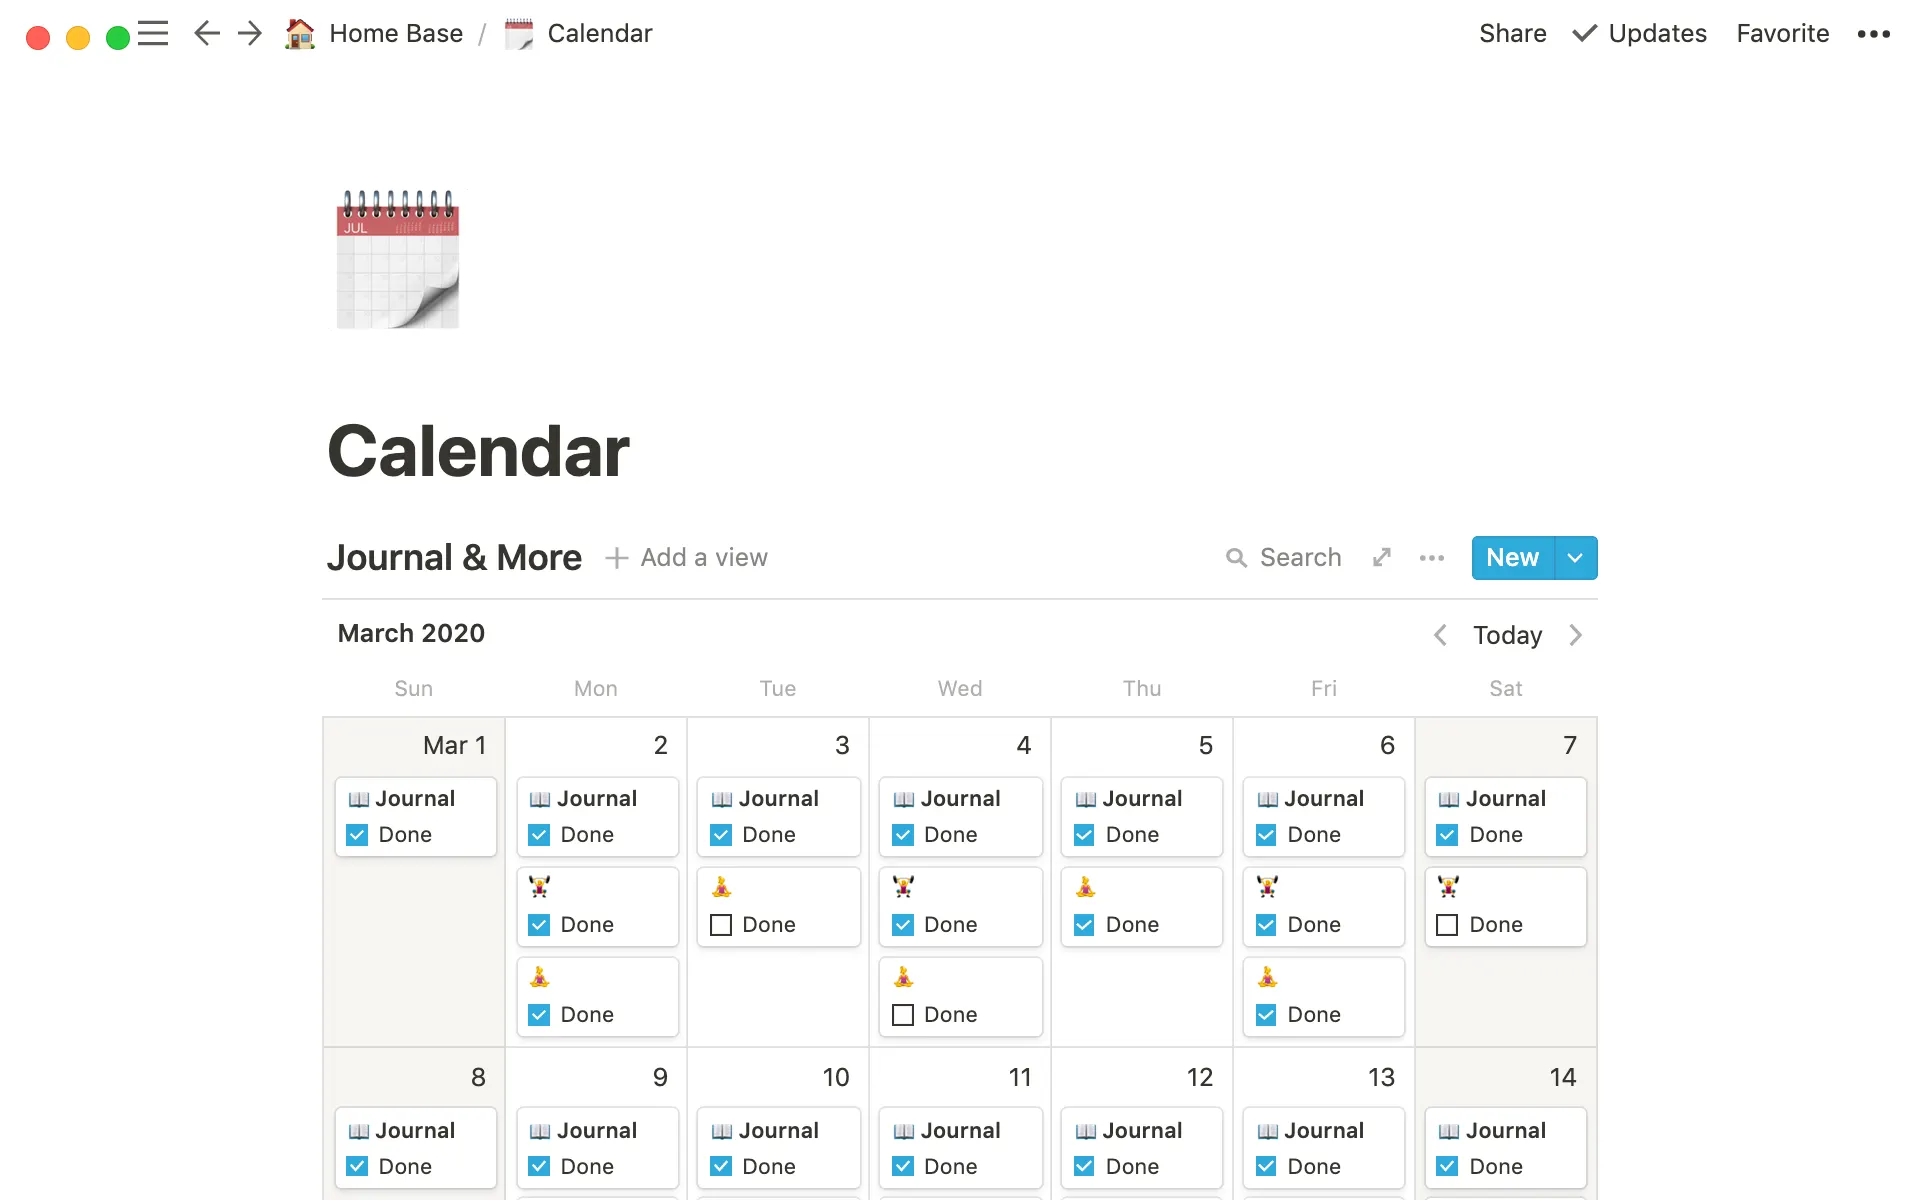 Home Base / Calendar
Share Updates Favorite
JUL
Calendar
Journal & More Add a view Search New
March 2020 Today
Sun Mon Tue Wed Thu Fri Sat
Mar 1 2 3 4 5 6 7
Journal Journal Journal Journal Journal Journal Journal
Done Done Done Done Done Done Done
Done Done Done Done Done Done
Done Done Done
8 9 10 11 12 13 14
Journal Journal Journal Journal Journal Journal Journal
Done Done Done Done Done Done Done